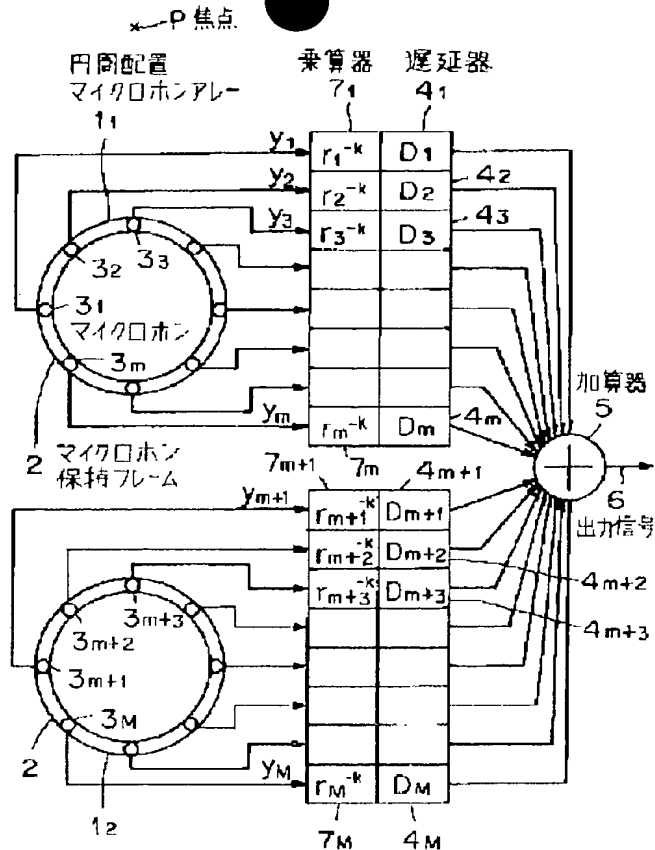 P 焦点
円周配置
マイクロホンアレー
1₁
乗算器
7₁
遅延器
4₁
y₁
r₁⁻ᵏ
D₁
y₂
r₂⁻ᵏ
D₂
4₂
y₃
r₃⁻ᵏ
D₃
4₃
3₂
3₃
3₁
マイクロホン
3m
2
ym
rm⁻ᵏ
Dm
4m
加算器
5
マイクロホン
保持フレーム
7m
7m+1
4m+1
6
出力信号
ym+1
rm+1⁻ᵏ
Dm+1
rm+2⁻ᵏ
Dm+2
4m+2
rm+3⁻ᵏ
Dm+3
4m+3
3m+2
3m+3
3m+1
3M
2
1₂
yM
rM⁻ᵏ
DM
7M
4M